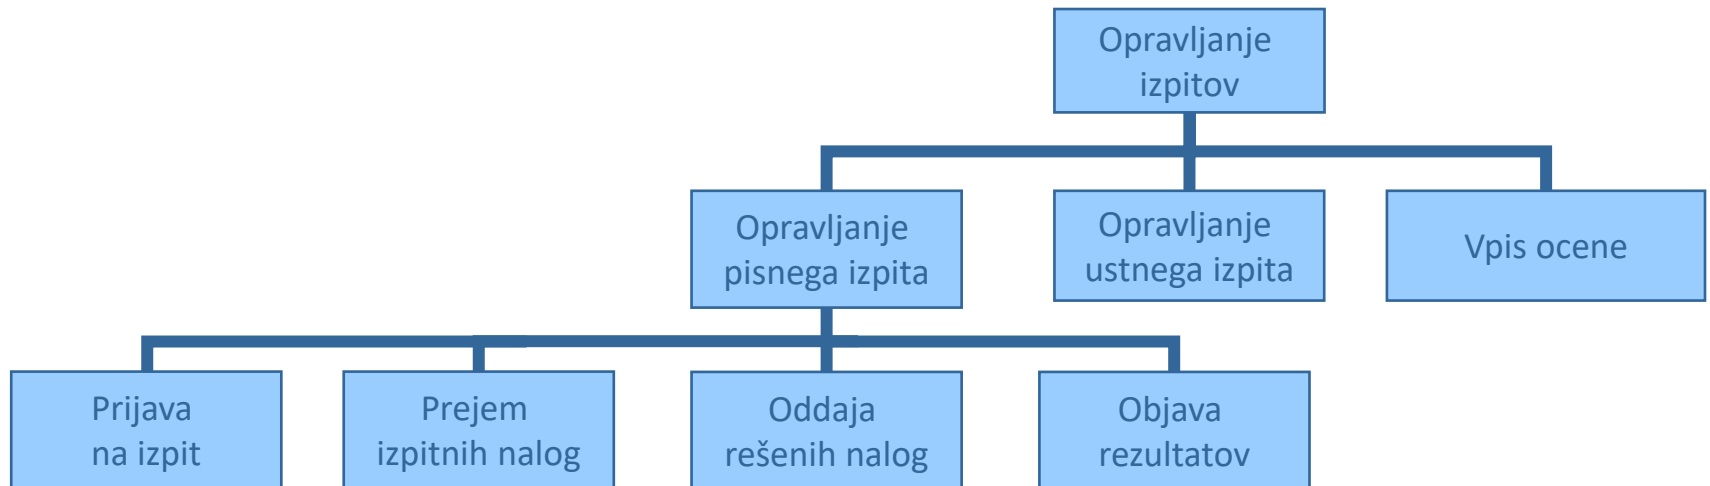 Opravljanje
izpitov
Opravljanje
pisnega izpita
Opravljanje
ustnega izpita
Vpis ocene
Prijava
na izpit
Prejem
izpitnih nalog
Oddaja
rešenih nalog
Objava
rezultatov